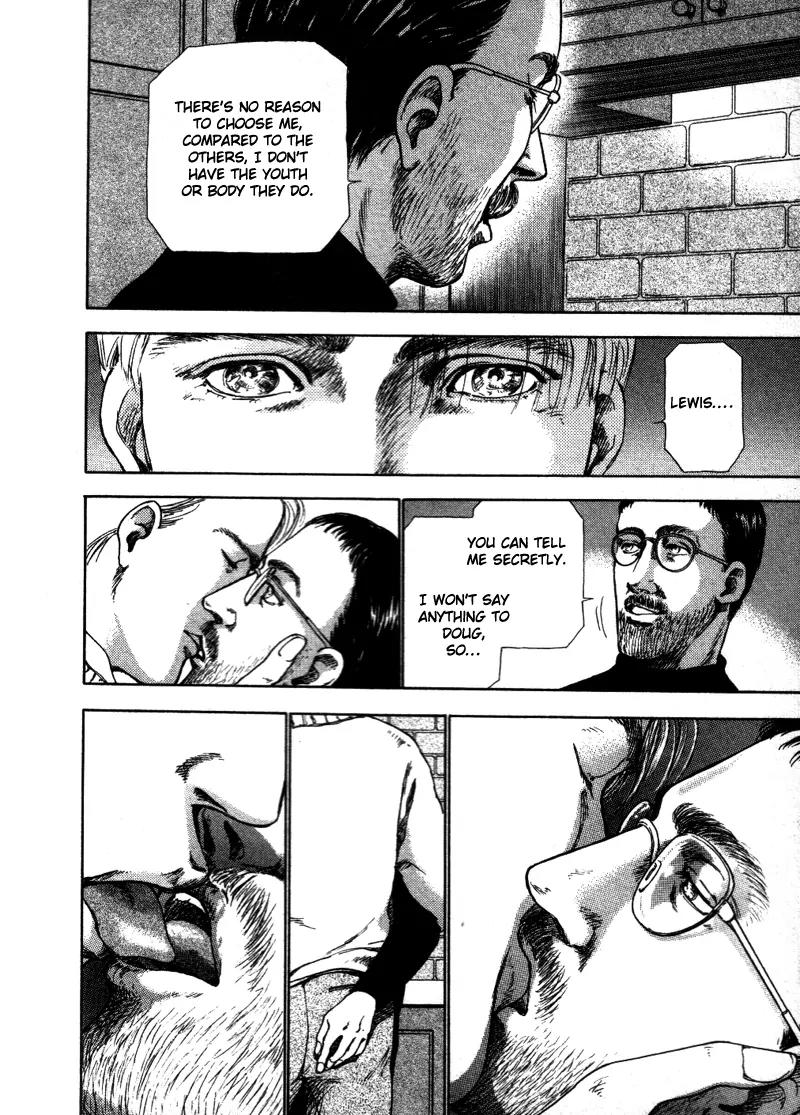 THERE'S NO REASON
TO CHOOSE ME,
COMPARED TO THE
OTHERS, I DON'T
HAVE THE YOUTH
OR BODY THEY DO.
LEWIS....
YOU CAN TELL
ME SECRETLY.
I WON'T SAY
ANYTHING TO
DOUG,
SO...